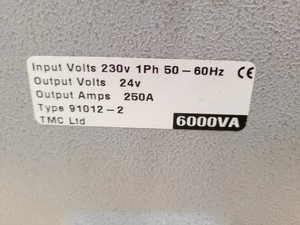 Input Volts 230v 1Ph 50-60Hz CE
Output Volts 24v
Output Amps 250A
Type 91012-2
TMC Ltd 6000VA